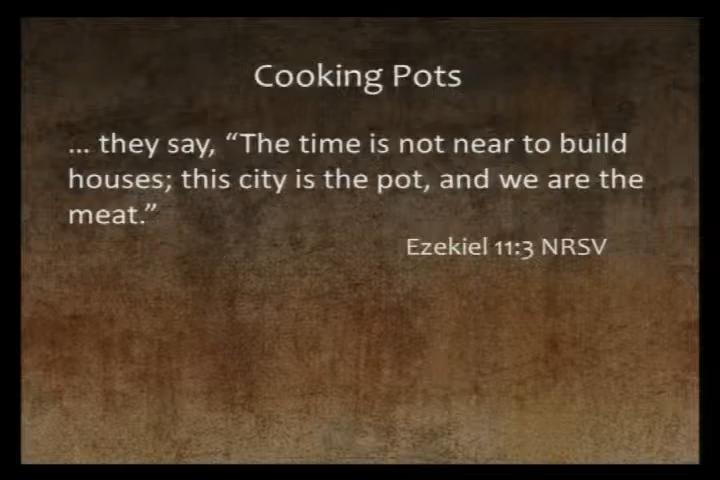 Cooking Pots
... they say, “The time is not near to build
houses; this city is the pot, and we are the
meat.”
Ezekiel 11:3 NRSV